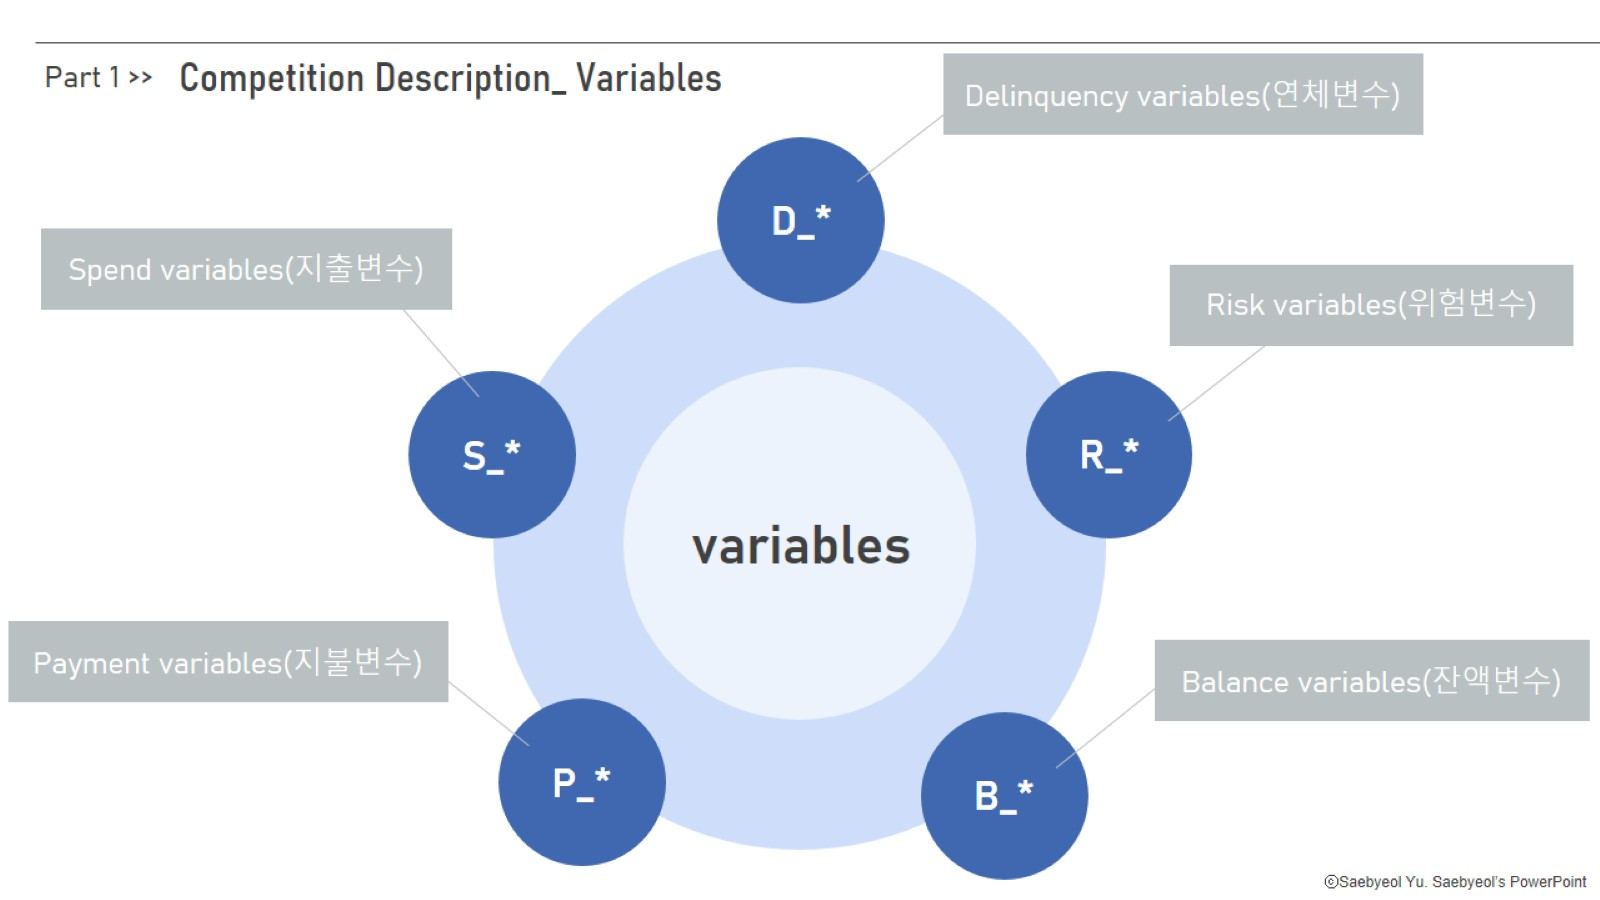 Part 1 >> Competition Description_ Variables
Delinquency variables(연체변수)
D_*
Spend variables(지출변수)
Risk variables(위험변수)
S_*
R_*
variables
Payment variables(지불변수)
Balance variables(잔액변수)
P_*
B_*
ⓒSaebyeol Yu. Saebyeol's PowerPoint